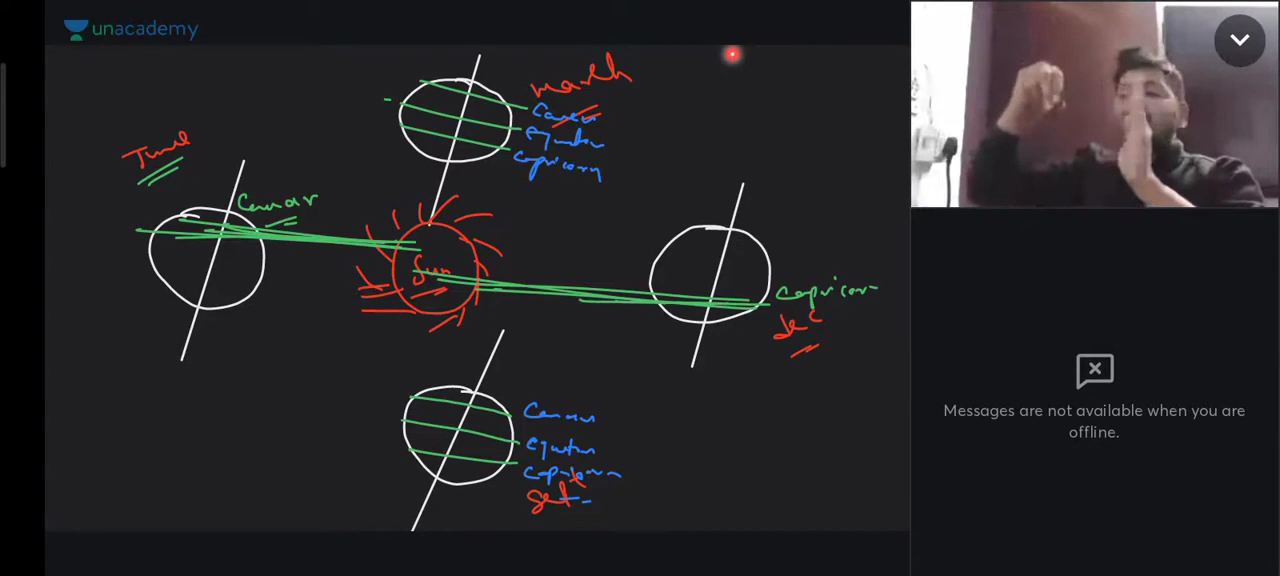 unacademy
March
Cancer
Equator
Capricorn
June
Cancer
Sun
Capricorn
dec
Cancer
Equator
Capricorn
Sept
Messages are not available when you are
offline.